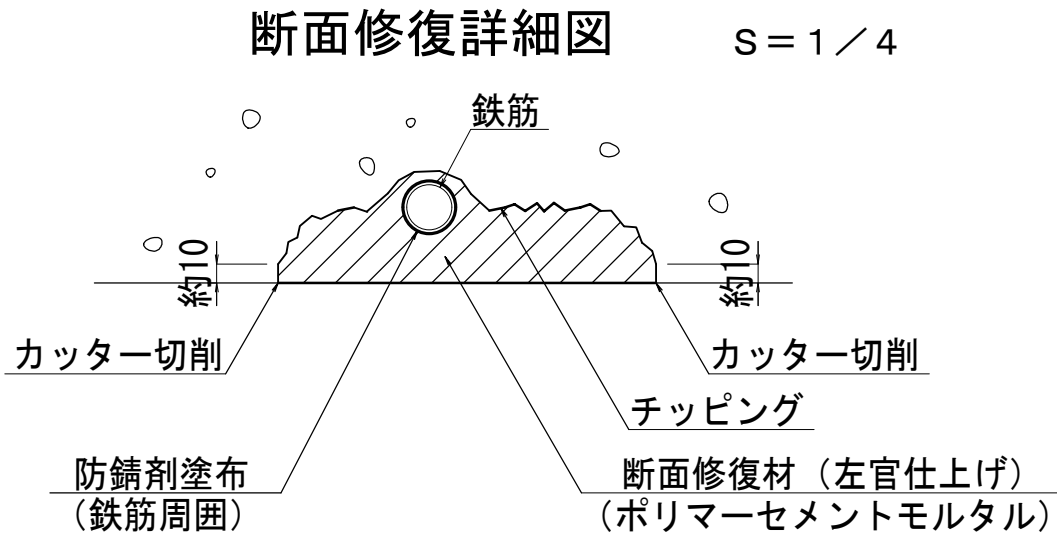 断面修復詳細図 S=1/4
鉄筋
約10
約10
カッター切削
カッター切削
チッピング
防錆剤塗布
(鉄筋周囲)
断面修復材(左官仕上げ)
(ポリマーセメントモルタル)